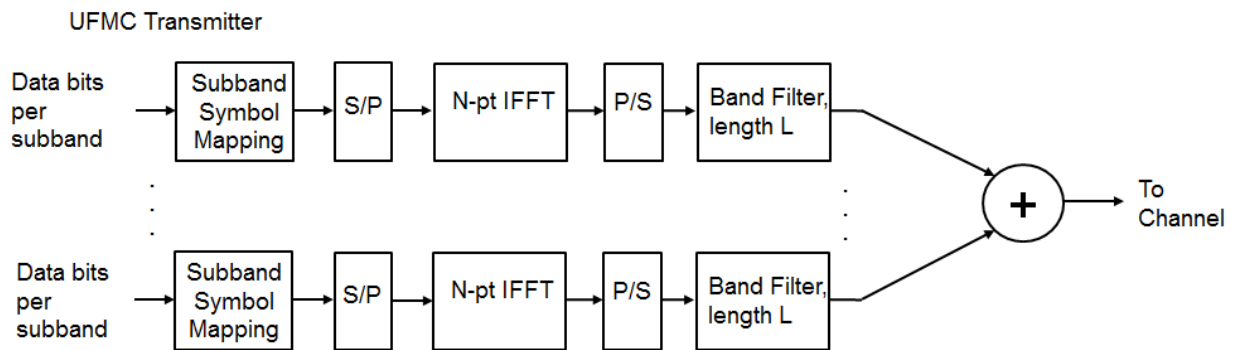 UFMC Transmitter
Data bits
per
subband
Subband
Symbol
Mapping
S/P
N-pt IFFT
P/S
Band Filter,
length L
+
To
Channel
Data bits
per
subband
Subband
Symbol
Mapping
S/P
N-pt IFFT
P/S
Band Filter,
length L